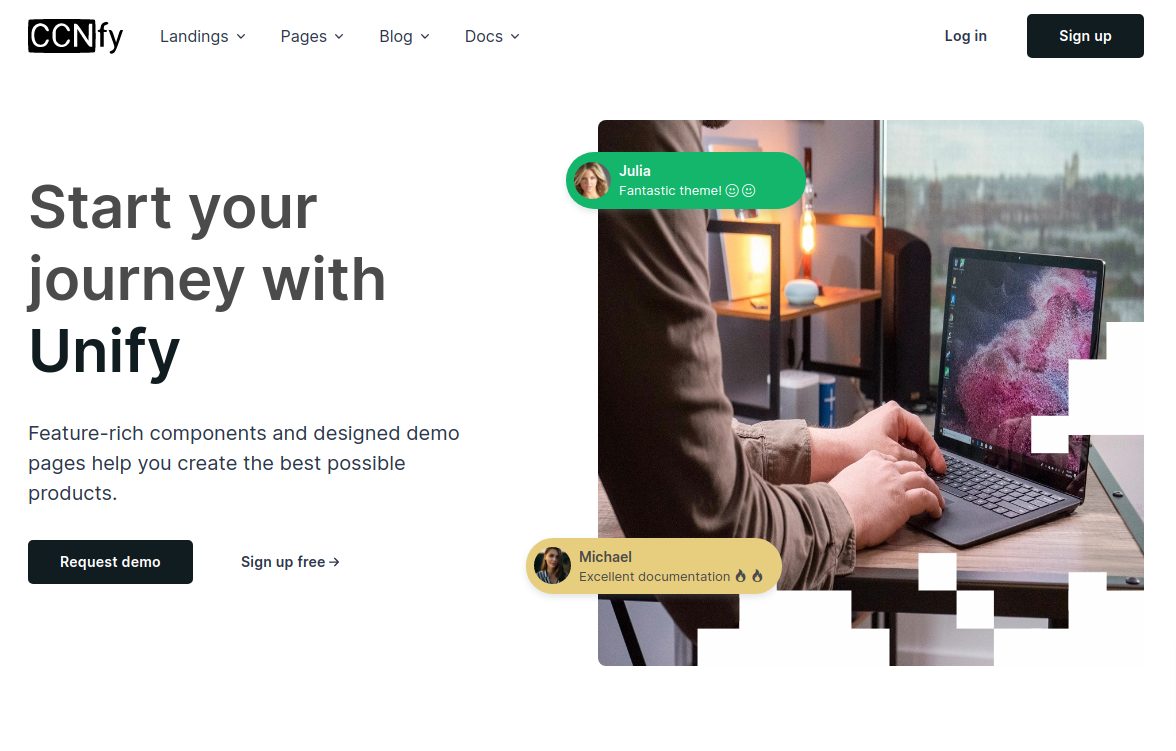 CCNfy
Landings
Pages
Blog
Docs
Log in
Sign up
Start your
journey with
Unify
Feature-rich components and designed demo
pages help you create the best possible
products.
Request demo
Sign up free →
Julia
Fantastic theme! ☺☺
Michael
Excellent documentation 🔥 🔥